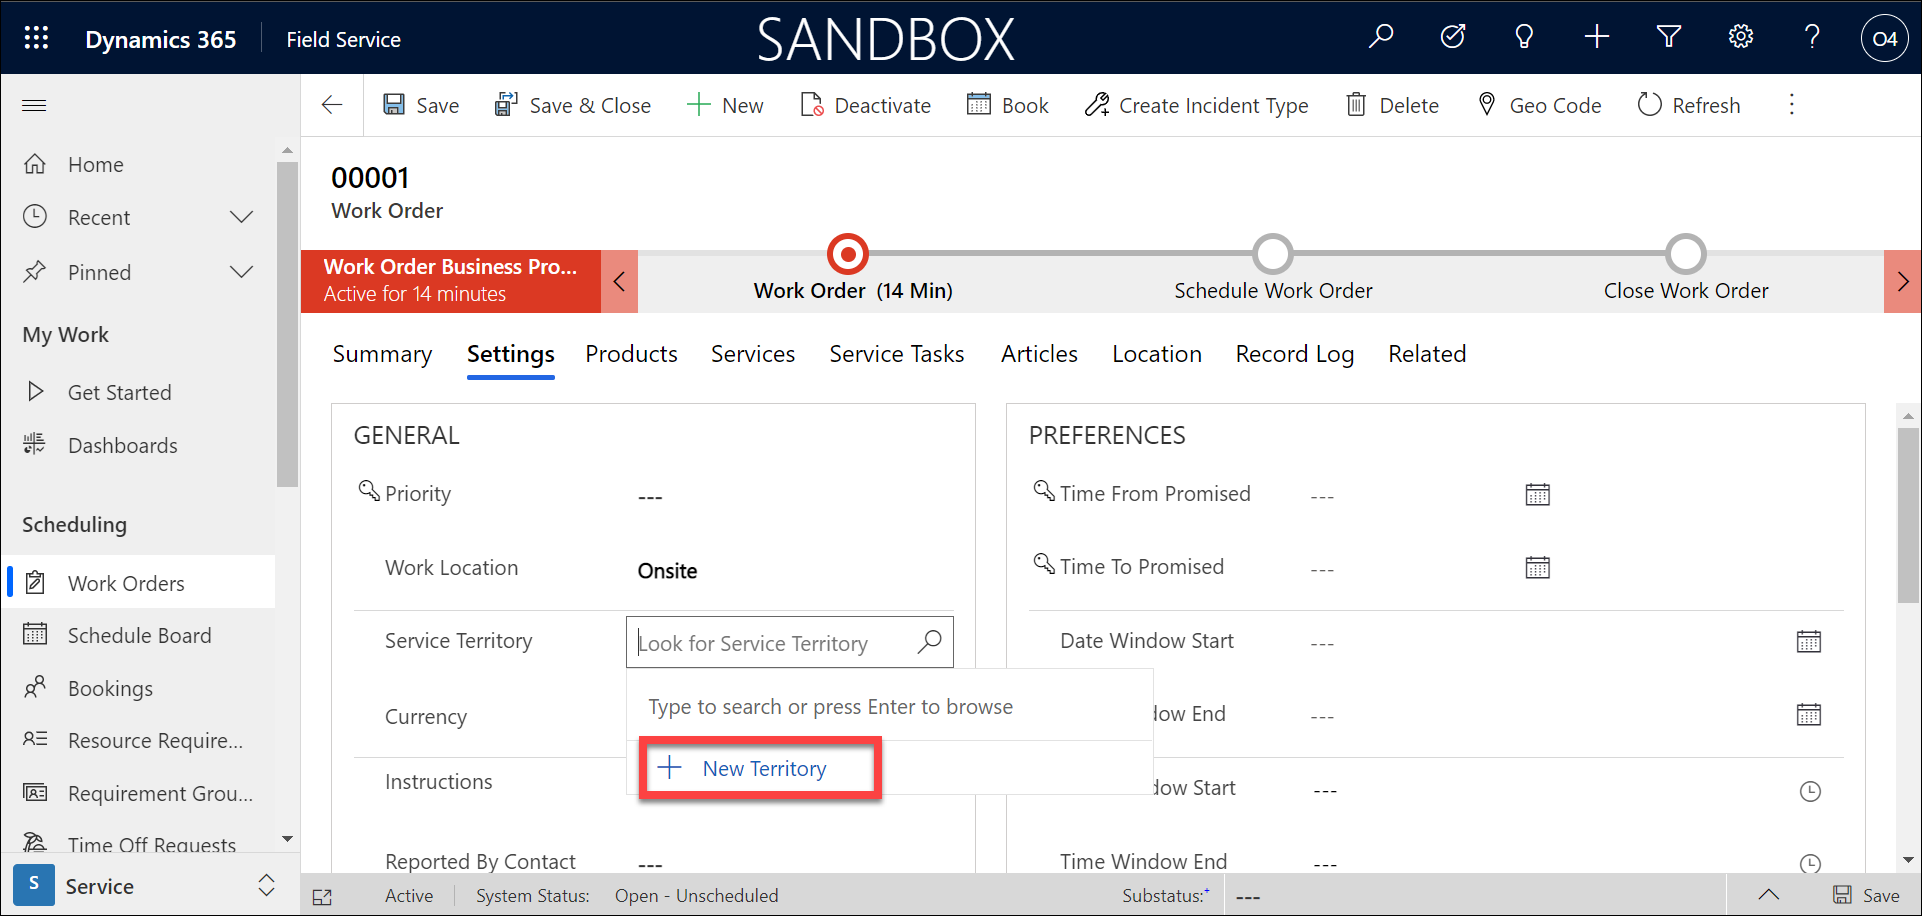 Dynamics 365
Field Service
SANDBOX
O4
Save
Save & Close
New
Deactivate
Book
Create Incident Type
Delete
Geo Code
Refresh
Home
Recent
Pinned
My Work
Get Started
Dashboards
Scheduling
Work Orders
Schedule Board
Bookings
Resource Require...
Requirement Grou...
Time Off Requests
S
Service
00001
Work Order
Work Order Business Pro...
Active for 14 minutes
Work Order (14 Min)
Schedule Work Order
Close Work Order
Summary
Settings
Products
Services
Service Tasks
Articles
Location
Record Log
Related
GENERAL
Priority
---
Work Location
Onsite
Service Territory
Look for Service Territory
Type to search or press Enter to browse
New Territory
Currency
Instructions
Reported By Contact
---
PREFERENCES
Time From Promised
---
Time To Promised
---
Date Window Start
---
dow End
---
dow Start
---
Time Window End
---
Active
System Status:
Open - Unscheduled
Substatus:+
---
Save